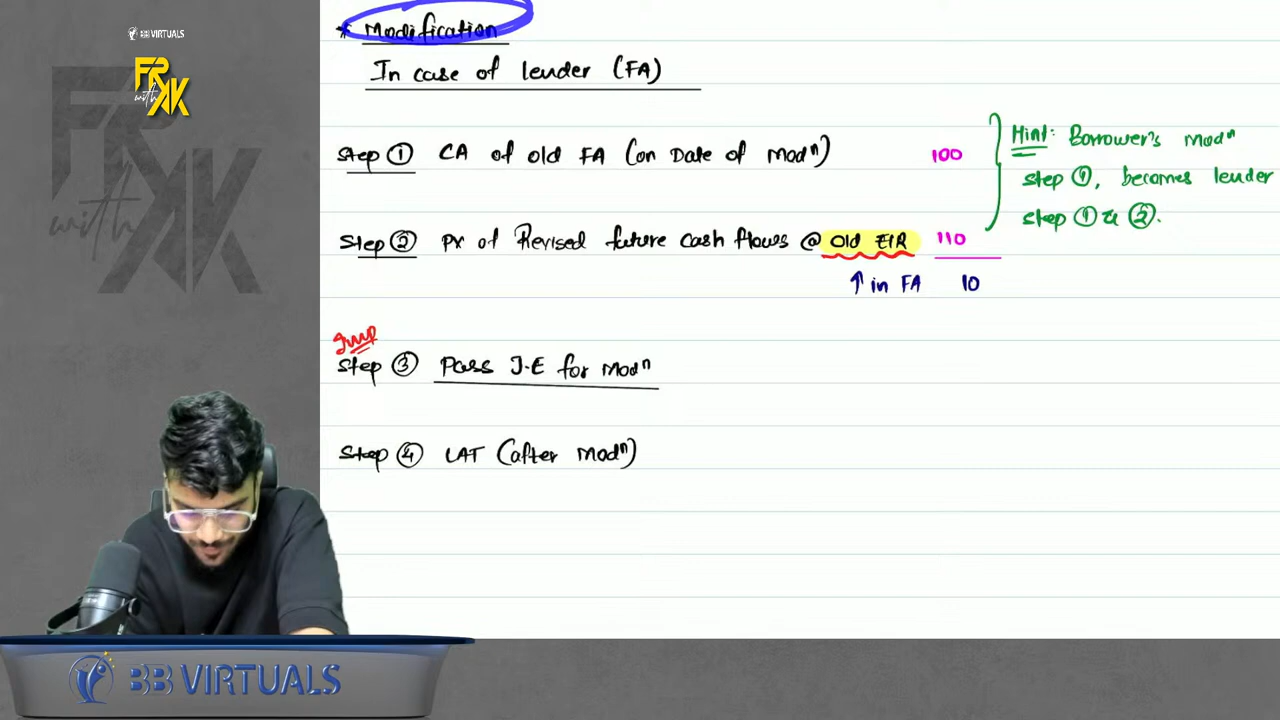 BB VIRTUALS
FR
with AK
FR
with AK
* Modification
In case of lender (FA)
Step ① CA of old FA (on Date of Modⁿ) 100
Hint: Borrower's Modⁿ
step ①, becomes lender
step ① & ②.
Step ② PV of Revised future cash flows @ Old EIR 110
↑ in FA 10
Imp
Step ③ Pass J.E for Modⁿ
Step ④ LAT (after Modⁿ)
BB VIRTUALS